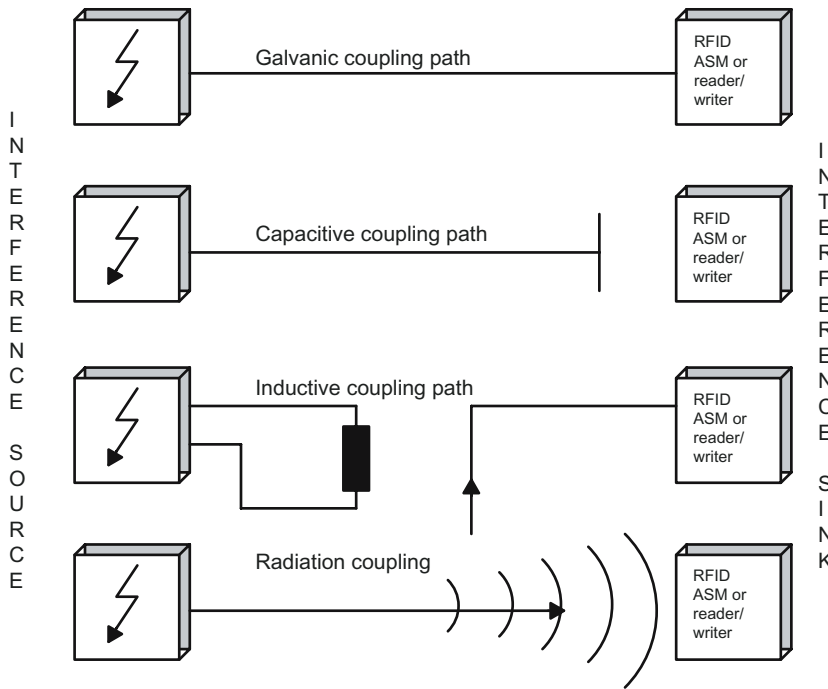 INTERFERENCE SOURCE
Galvanic coupling path
RFID
ASM or
reader/
writer
Capacitive coupling path
RFID
ASM or
reader/
writer
Inductive coupling path
RFID
ASM or
reader/
writer
Radiation coupling
RFID
ASM or
reader/
writer
INTERFERENCE SINK